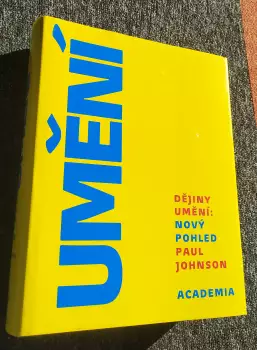 UMĚNÍ
DĚJINY
UMĚNÍ:
NOVÝ
POHLED
PAUL
JOHNSON
ACADEMIA